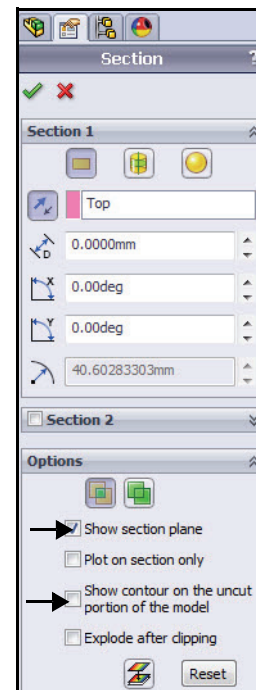 Section ?
Section 1
Top
D 0.0000mm
X 0.00deg
Y 0.00deg
40.60283303mm
Section 2
Options
Show section plane
Plot on section only
Show contour on the uncut
portion of the model
Explode after clipping
Reset